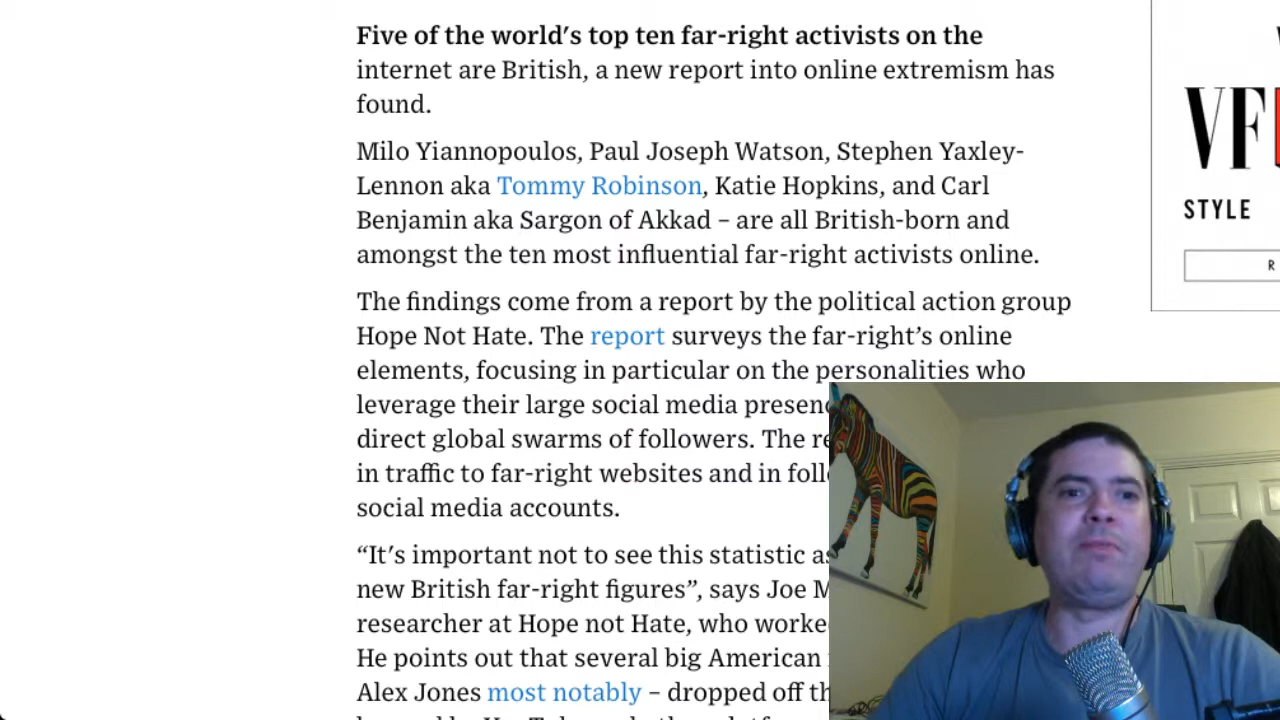 Five of the world's top ten far-right activists on the
internet are British, a new report into online extremism has
found.
Milo Yiannopoulos, Paul Joseph Watson, Stephen Yaxley-
Lennon aka Tommy Robinson, Katie Hopkins, and Carl
Benjamin aka Sargon of Akkad – are all British-born and
amongst the ten most influential far-right activists online.
The findings come from a report by the political action group
Hope Not Hate. The report surveys the far-right's online
elements, focusing in particular on the personalities who
leverage their large social media
direct global swarms of followers. The
in traffic to far-right websites and in
social media accounts.
“It's important not to see this statistic
new British far-right figures”, says Joe
researcher at Hope not Hate, who
He points out that several big American
Alex Jones most notably – dropped off
VF
STYLE
R